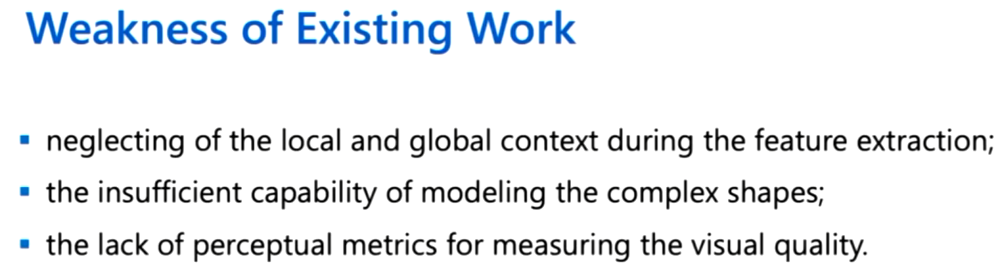 Weakness of Existing Work
▪ neglecting of the local and global context during the feature extraction;
▪ the insufficient capability of modeling the complex shapes;
▪ the lack of perceptual metrics for measuring the visual quality.